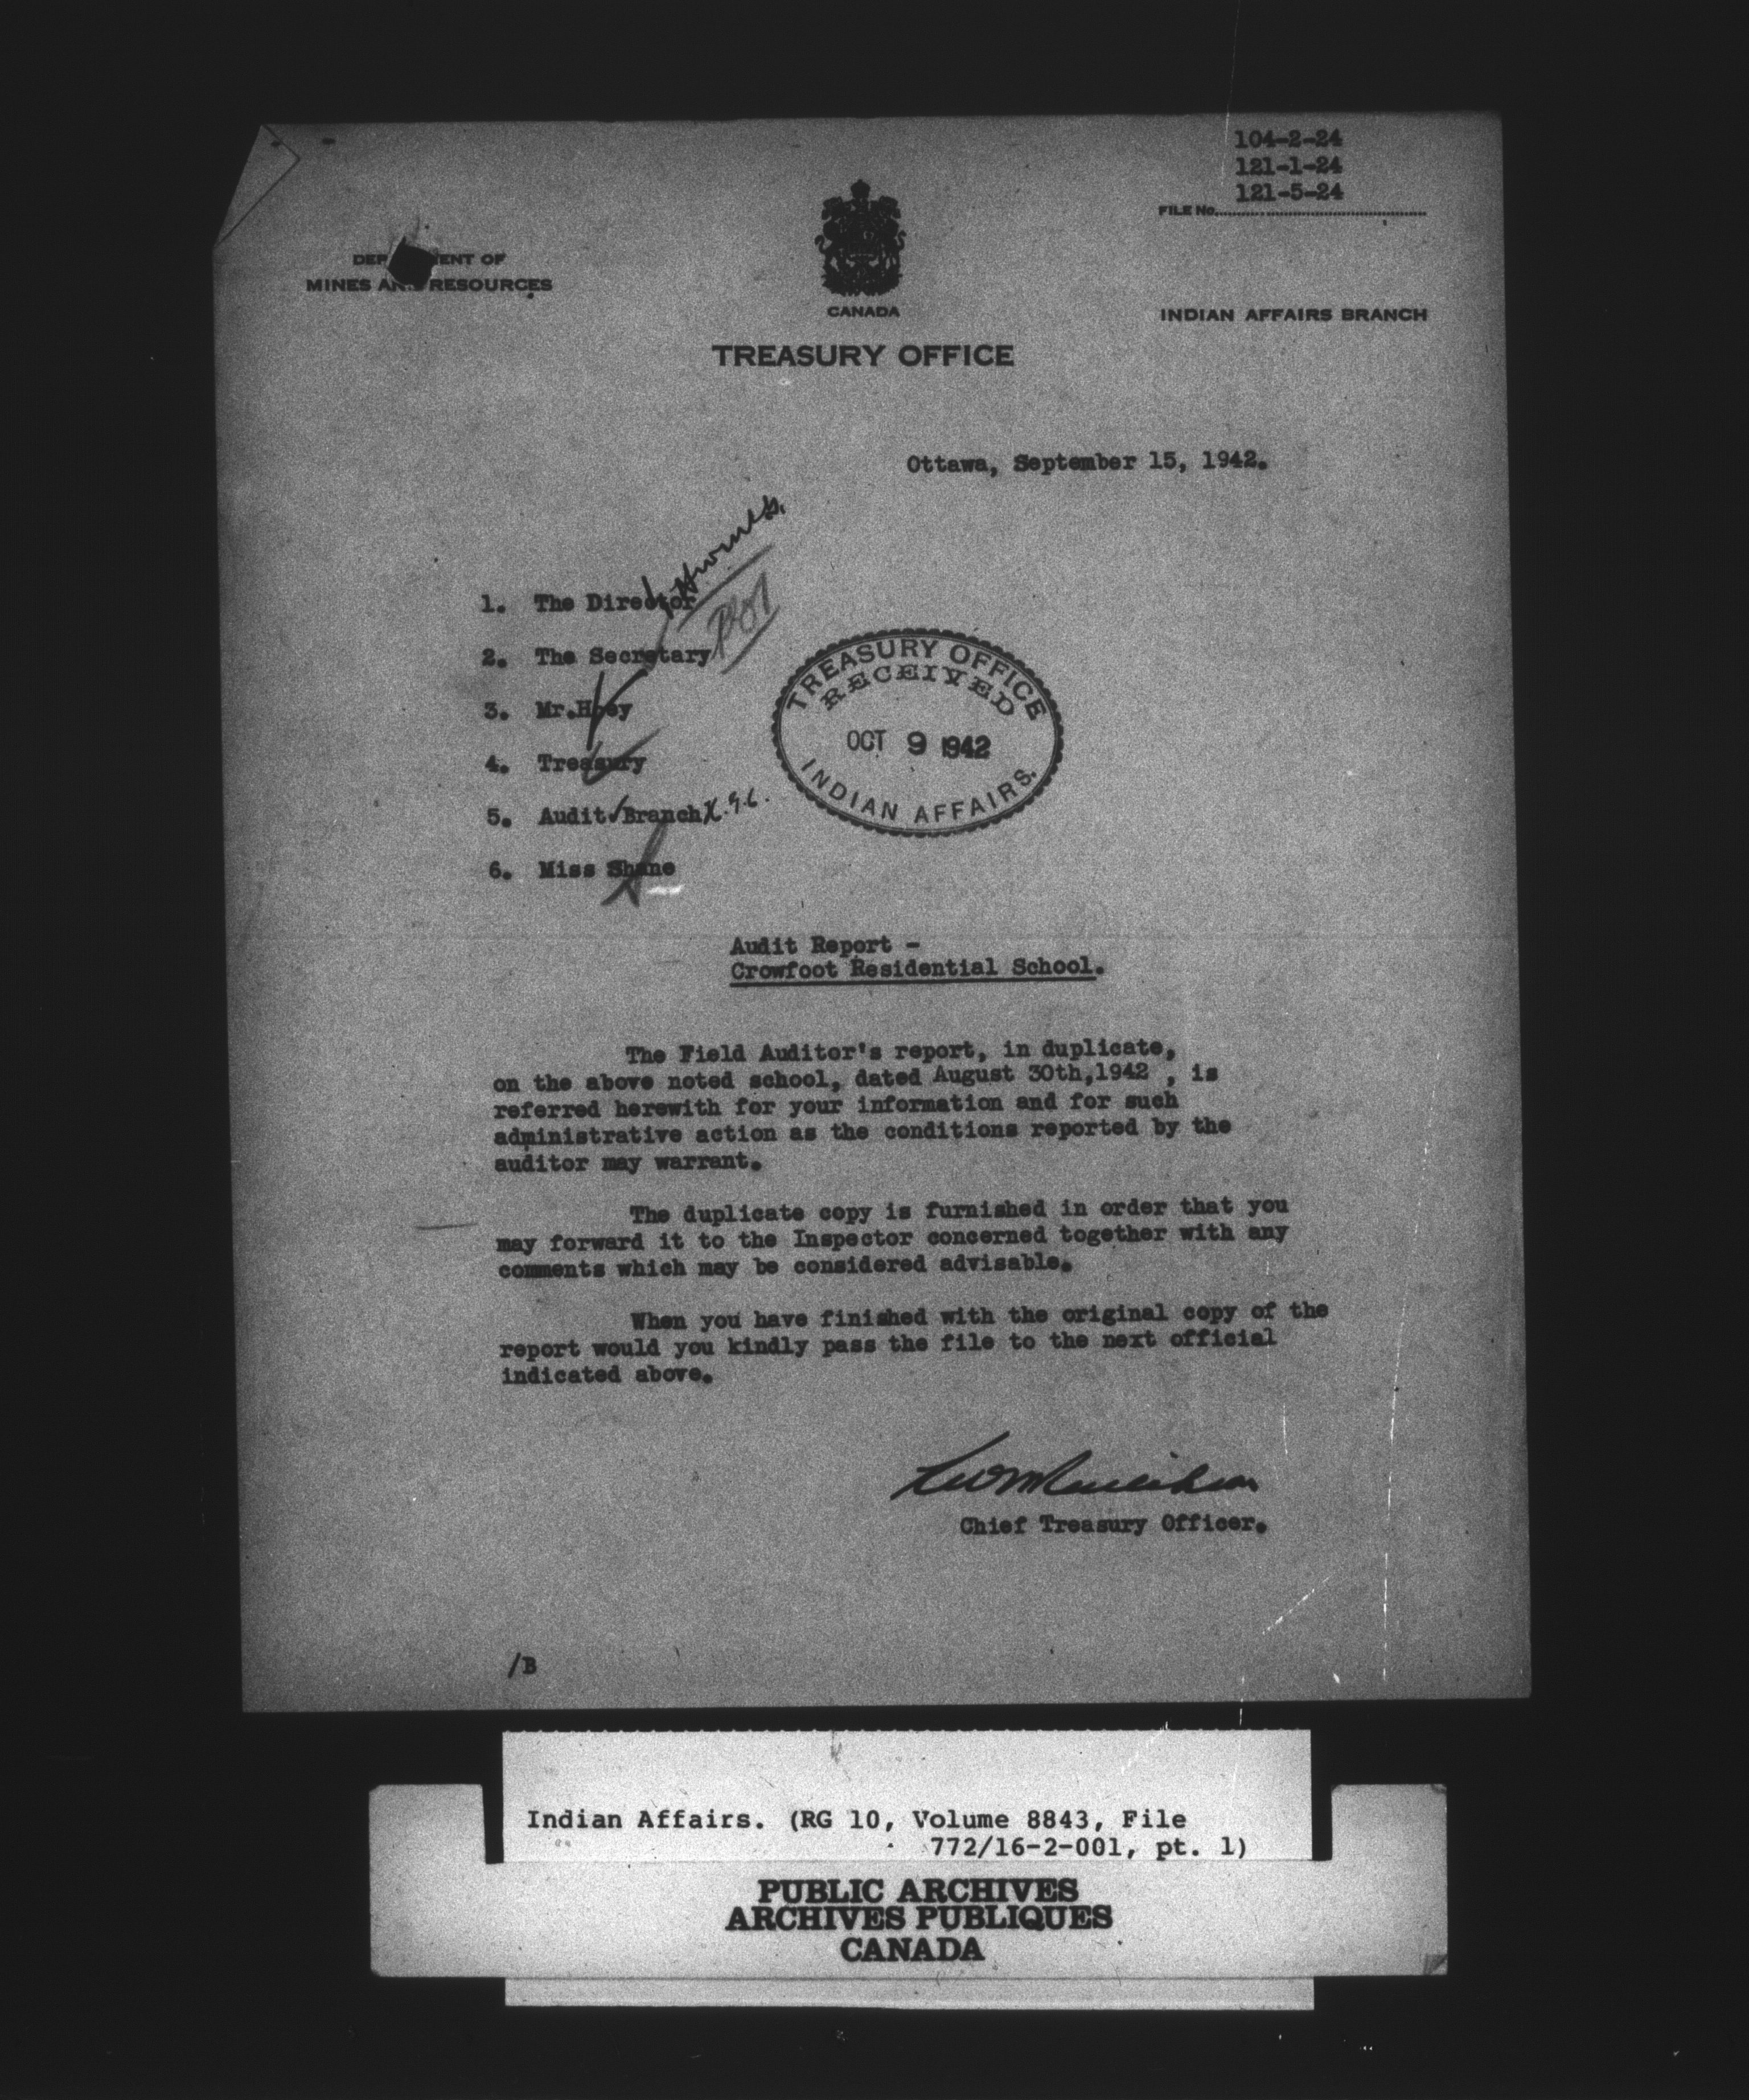 104-2-24
121-1-24
121-5-24
FILE No.
DEP ENT OF
MINES AND RESOURCES
CANADA
INDIAN AFFAIRS BRANCH
TREASURY OFFICE
Ottawa, September 15, 1942.
1. The Director
2. The Secretary
3. Mr.Hoey
4. Treasury
5. Audit Branch
6. Miss Shane
TREASURY OFFICE
RECEIVED
OCT 9 1942
INDIAN AFFAIRS.
Audit Report -
Crowfoot Residential School.
The Field Auditor's report, in duplicate,
on the above noted school, dated August 30th,1942 , is
referred herewith for your information and for such
administrative action as the conditions reported by the
auditor may warrant.
The duplicate copy is furnished in order that you
may forward it to the Inspector concerned together with any
comments which may be considered advisable.
When you have finished with the original copy of the
report would you kindly pass the file to the next official
indicated above.
Chief Treasury Officer.
/B
Indian Affairs. (RG 10, Volume 8843, File
772/16-2-001, pt. 1)
PUBLIC ARCHIVES
ARCHIVES PUBLIQUES
CANADA